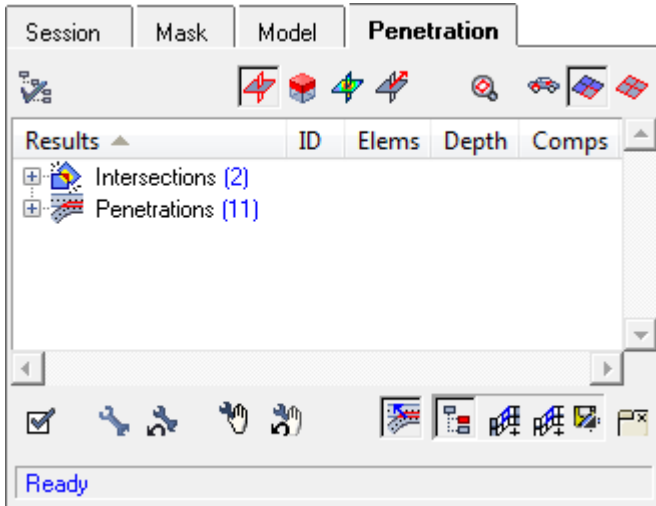 Session Mask Model Penetration
Results ID Elems Depth Comps
Intersections (2)
Penetrations (11)
Ready